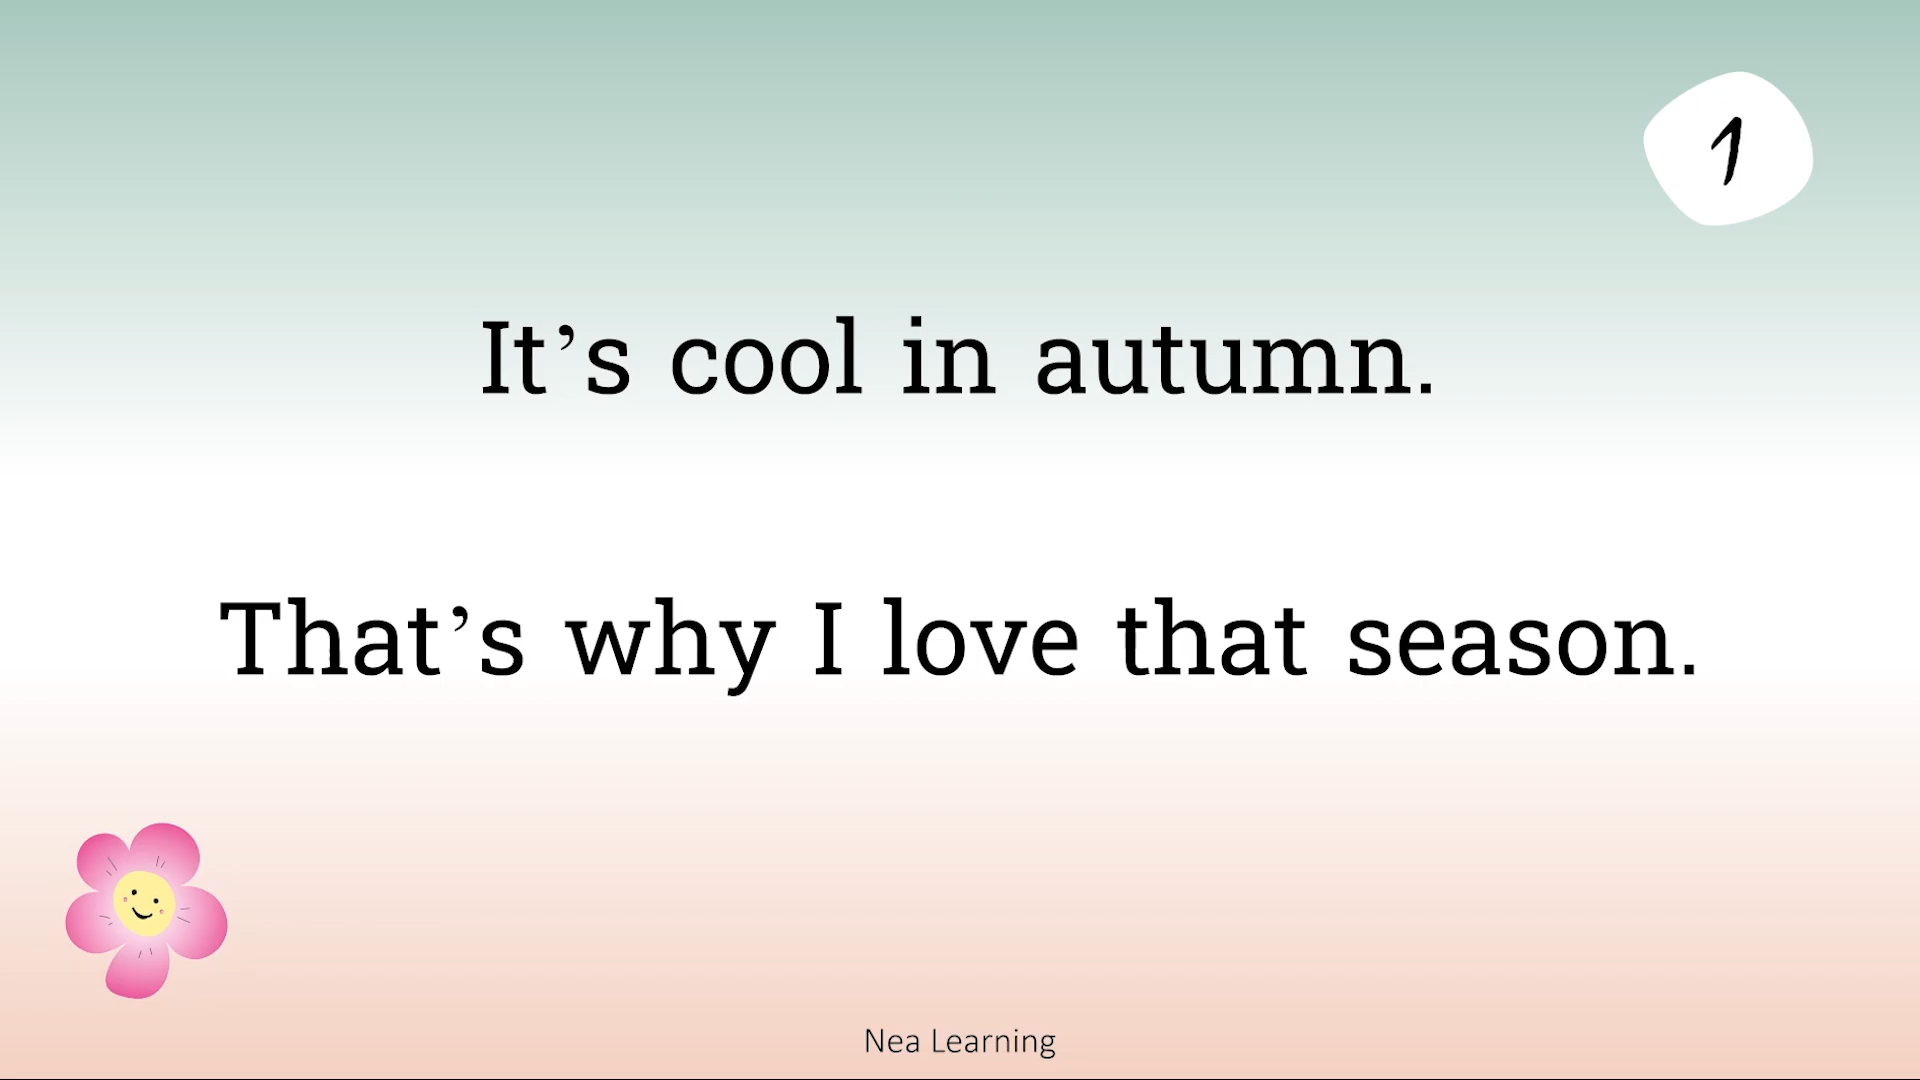 1
It’s cool in autumn.
That’s why I love that season.
Nea Learning